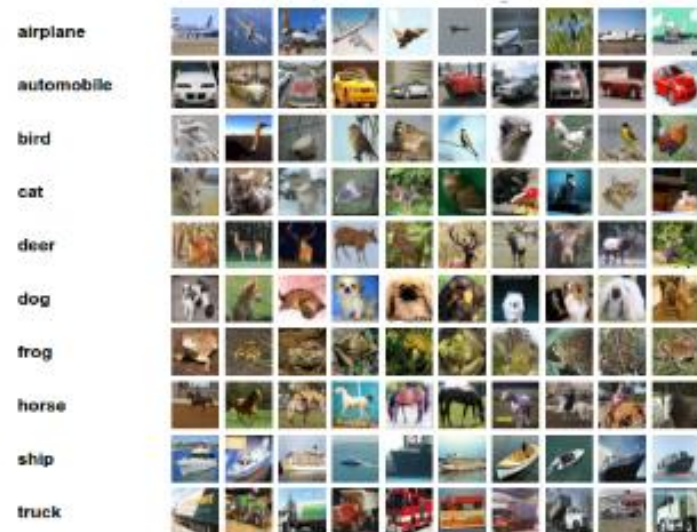 airplane
automobile
bird
cat
deer
dog
frog
horse
ship
truck